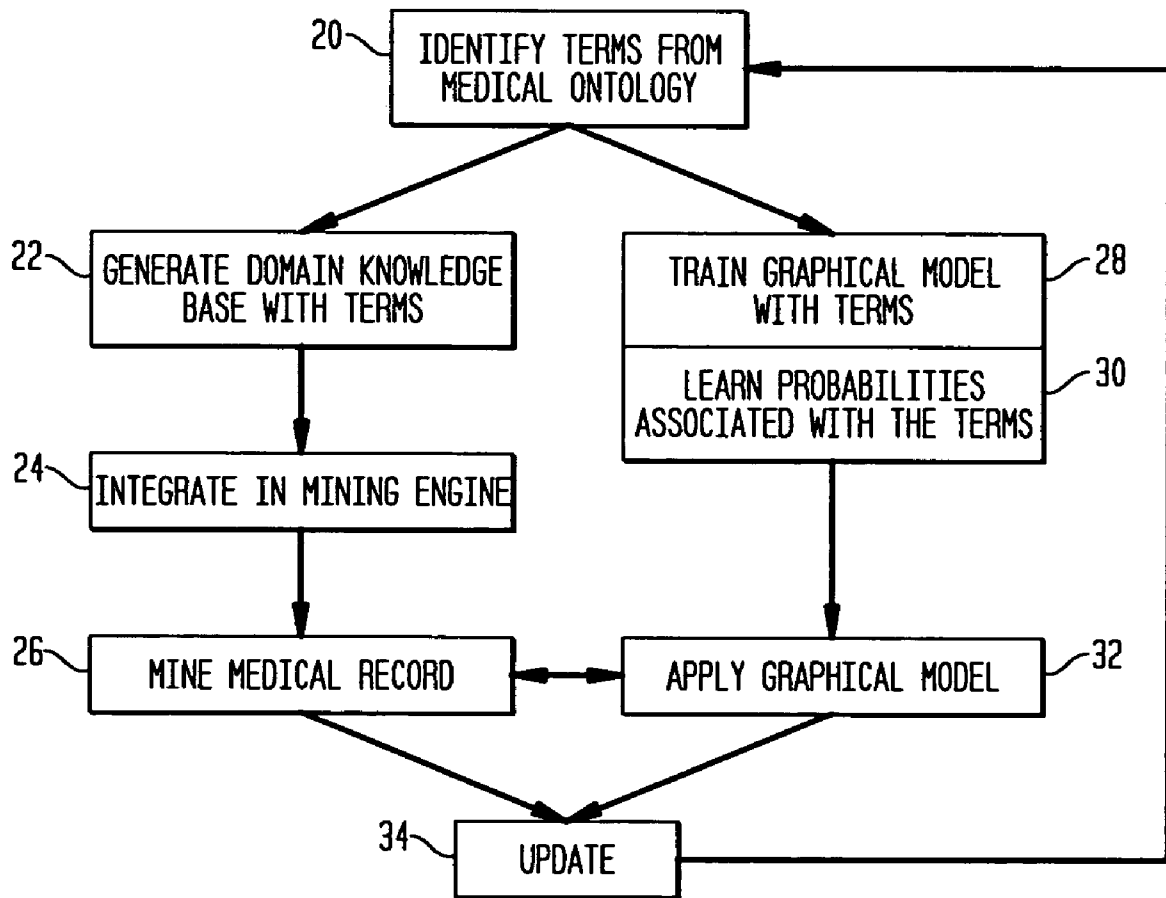 20
IDENTIFY TERMS FROM
MEDICAL ONTOLOGY
22
GENERATE DOMAIN KNOWLEDGE
BASE WITH TERMS
TRAIN GRAPHICAL MODEL
WITH TERMS
28
LEARN PROBABILITIES
ASSOCIATED WITH THE TERMS
30
24
INTEGRATE IN MINING ENGINE
26
MINE MEDICAL RECORD
APPLY GRAPHICAL MODEL
32
34
UPDATE